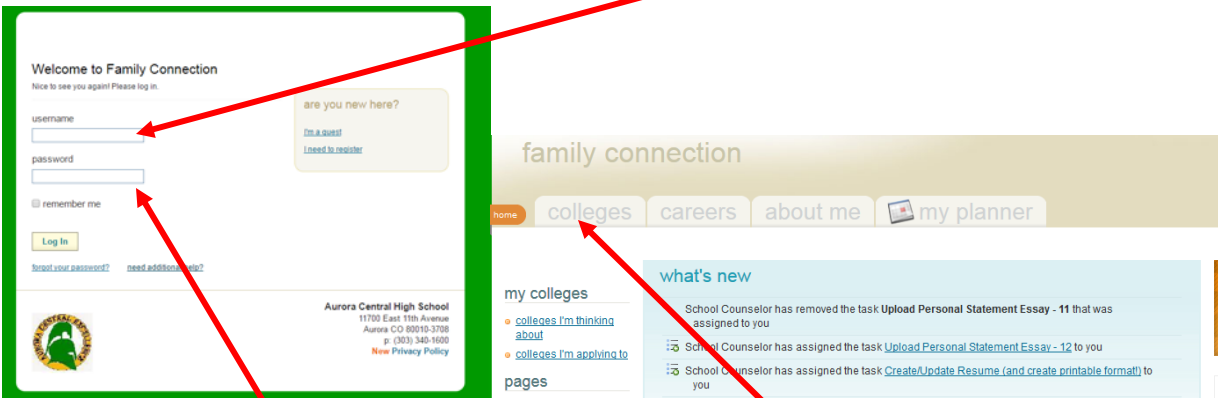 Welcome to Family Connection
Nice to see you again! Please log in.
username
password
remember me
Log In
forgot your password? need additional help?
are you new here?
I'm a guest
I need to register
Aurora Central High School
11700 East 11th Avenue
Aurora CO 80010-3708
p: (303) 340-1600
New Privacy Policy
family connection
home colleges careers about me my planner
my colleges
colleges I'm thinking
about
colleges I'm applying to
pages
what's new
School Counselor has removed the task Upload Personal Statement Essay - 11 that was
assigned to you
School Counselor has assigned the task Upload Personal Statement Essay - 12 to you
School Counselor has assigned the task Create/Update Resume (and create printable format!) to
you